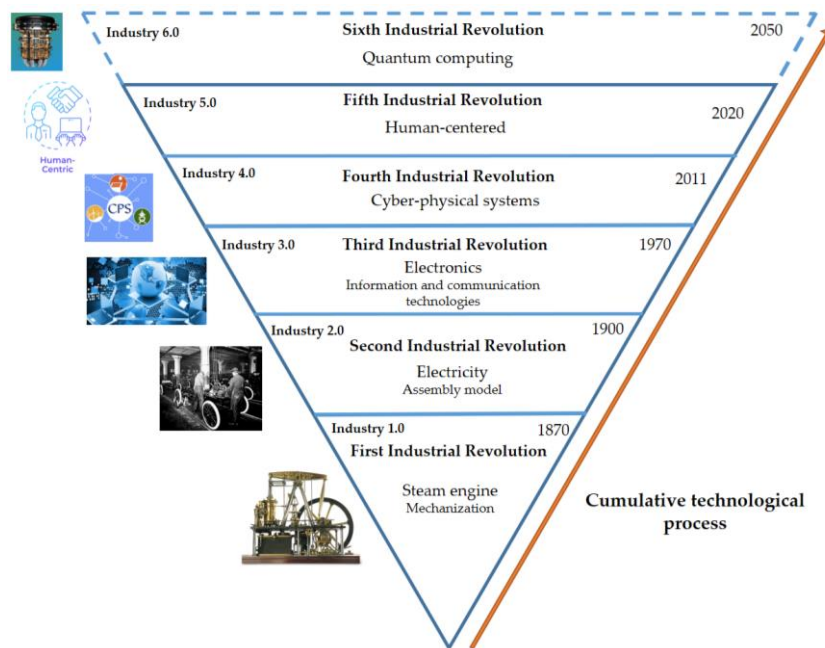 Industry 6.0
Sixth Industrial Revolution
2050
Quantum computing
Industry 5.0
Fifth Industrial Revolution
2020
Human-centered
Human-
Centric
Industry 4.0
Fourth Industrial Revolution
2011
Cyber-physical systems
CPS
Industry 3.0
Third Industrial Revolution
1970
Electronics
Information and communication
technologies
Industry 2.0
1900
Second Industrial Revolution
Electricity
Assembly model
Industry 1.0
1870
First Industrial Revolution
Steam engine
Mechanization
Cumulative technological
process